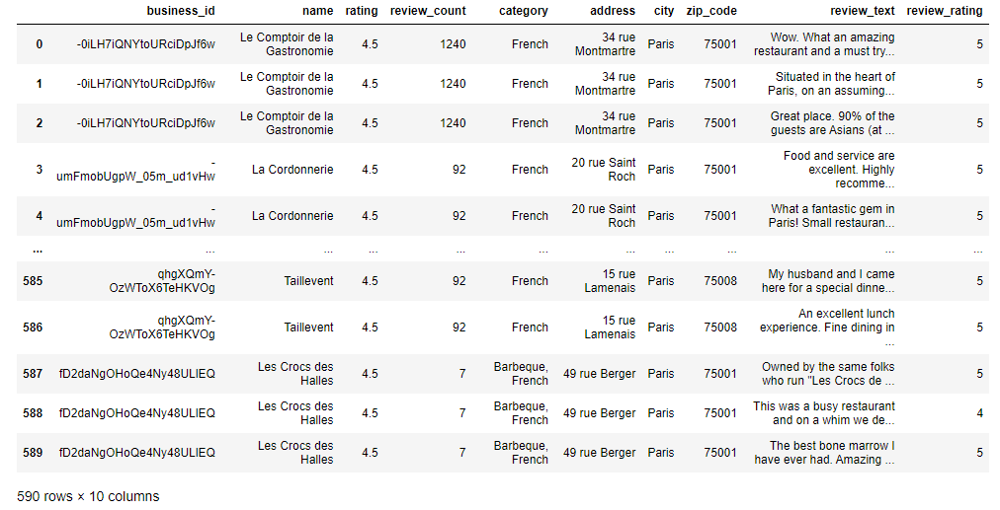 business_id name rating review_count category address city zip_code review_text review_rating
0 -0iLH7iQNYtoURciDpJf6w Le Comptoir de la Gastronomie 4.5 1240 French 34 rue Montmartre Paris 75001 Wow. What an amazing restaurant and a must try... 5
1 -0iLH7iQNYtoURciDpJf6w Le Comptoir de la Gastronomie 4.5 1240 French 34 rue Montmartre Paris 75001 Situated in the heart of Paris, on an assuming... 5
2 -0iLH7iQNYtoURciDpJf6w Le Comptoir de la Gastronomie 4.5 1240 French 34 rue Montmartre Paris 75001 Great place. 90% of the guests are Asians (at ... 5
3 -umFmobUgpW_05m_ud1vHw La Cordonnerie 4.5 92 French 20 rue Saint Roch Paris 75001 Food and service are excellent. Highly recomme... 5
4 -umFmobUgpW_05m_ud1vHw La Cordonnerie 4.5 92 French 20 rue Saint Roch Paris 75001 What a fantastic gem in Paris! Small restauran... 5
... ... ... ... ... ... ... ... ... ... ...
585 qhgXQmY-OzWToX6TeHKVOg Taillevent 4.5 92 French 15 rue Lamenais Paris 75008 My husband and I came here for a special dinne... 5
586 qhgXQmY-OzWToX6TeHKVOg Taillevent 4.5 92 French 15 rue Lamenais Paris 75008 An excellent lunch experience. Fine dining in ... 5
587 fD2daNgOHoQe4Ny48ULIEQ Les Crocs des Halles 4.5 7 Barbeque, French 49 rue Berger Paris 75001 Owned by the same folks who run "Les Crocs de ... 5
588 fD2daNgOHoQe4Ny48ULIEQ Les Crocs des Halles 4.5 7 Barbeque, French 49 rue Berger Paris 75001 This was a busy restaurant and on a whim we de... 4
589 fD2daNgOHoQe4Ny48ULIEQ Les Crocs des Halles 4.5 7 Barbeque, French 49 rue Berger Paris 75001 The best bone marrow I have ever had. Amazing ... 5
590 rows × 10 columns